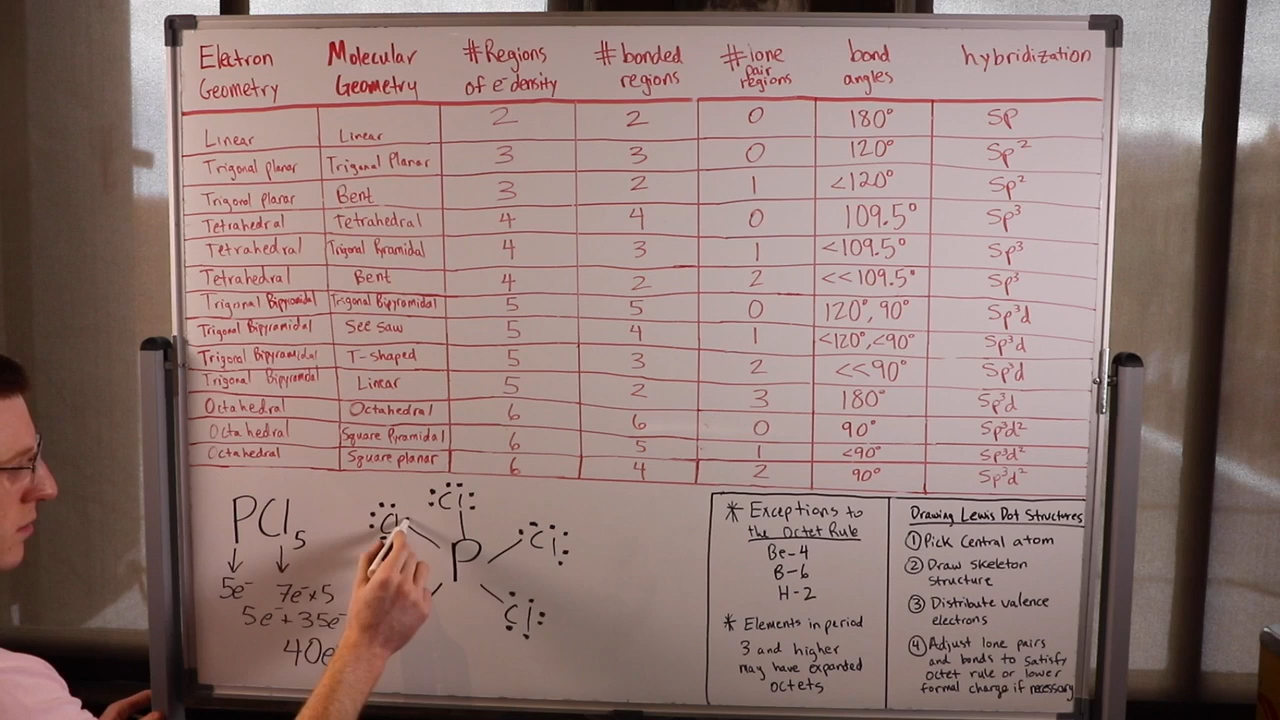 Electron Geometry | Molecular Geometry | # Regions of e⁻ density | # bonded regions | # lone pair regions | bond angles | hybridization
Linear | Linear | 2 | 2 | 0 | 180° | Sp
Trigonal planar | Trigonal Planar | 3 | 3 | 0 | 120° | Sp²
Trigonal planar | Bent | 3 | 2 | 1 | <120° | Sp²
Tetrahedral | Tetrahedral | 4 | 4 | 0 | 109.5° | Sp³
Tetrahedral | Trigonal Pyramidal | 4 | 3 | 1 | <109.5° | Sp³
Tetrahedral | Bent | 4 | 2 | 2 | <<109.5° | Sp³
Trigonal Bipyramidal | Trigonal Bipyramidal | 5 | 5 | 0 | 120°, 90° | Sp³d
Trigonal Bipyramidal | See saw | 5 | 4 | 1 | <120°, <90° | Sp³d
Trigonal Bipyramidal | T-shaped | 5 | 3 | 2 | <<90° | Sp³d
Trigonal Bipyramidal | Linear | 5 | 2 | 3 | 180° | Sp³d
Octahedral | Octahedral | 6 | 6 | 0 | 90° | Sp³d²
Octahedral | Square Pyramidal | 6 | 5 | 1 | <90° | Sp³d²
Octahedral | Square planar | 6 | 4 | 2 | 90° | Sp³d²
PCl₅
5e⁻ 7e⁻x5
5e⁻ + 35e⁻
40e
Cl
Cl
P
Cl
Cl
* Exceptions to
the Octet Rule
Be-4
B-6
H-2
* Elements in period
3 and higher
may have expanded
octets
Drawing Lewis Dot Structures
① Pick Central atom
② Draw skeleton
structure
③ Distribute valence
electrons
④ Adjust lone pairs
and bonds to satisfy
octet rule or lower
formal charge if necessary